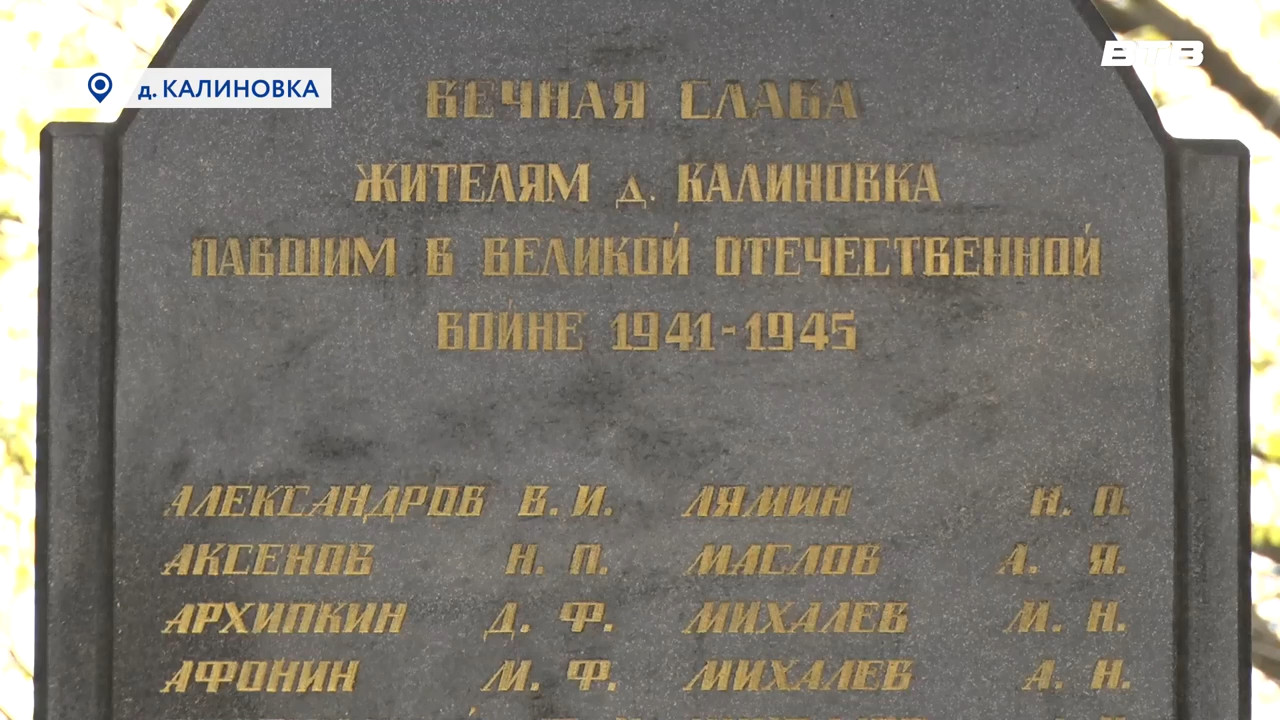 д. КАЛИНОВКА
ВТВ
ВЕЧНАЯ СЛАВА
ЖИТЕЛЯМ д. КАЛИНОВКА
ПАВШИМ В ВЕЛИКОЙ ОТЕЧЕСТВЕННОЙ
ВОЙНЕ 1941-1945
АЛЕКСАНДРОВ В. И. ЛЯМИН Н. П.
АКСЕНОВ Н. П. МАСЛОВ А. Я.
АРХИПКИН Д. Ф. МИХАЛЕВ М. Н.
АФОНИН М. Ф. МИХАЛЕВ А. Н.